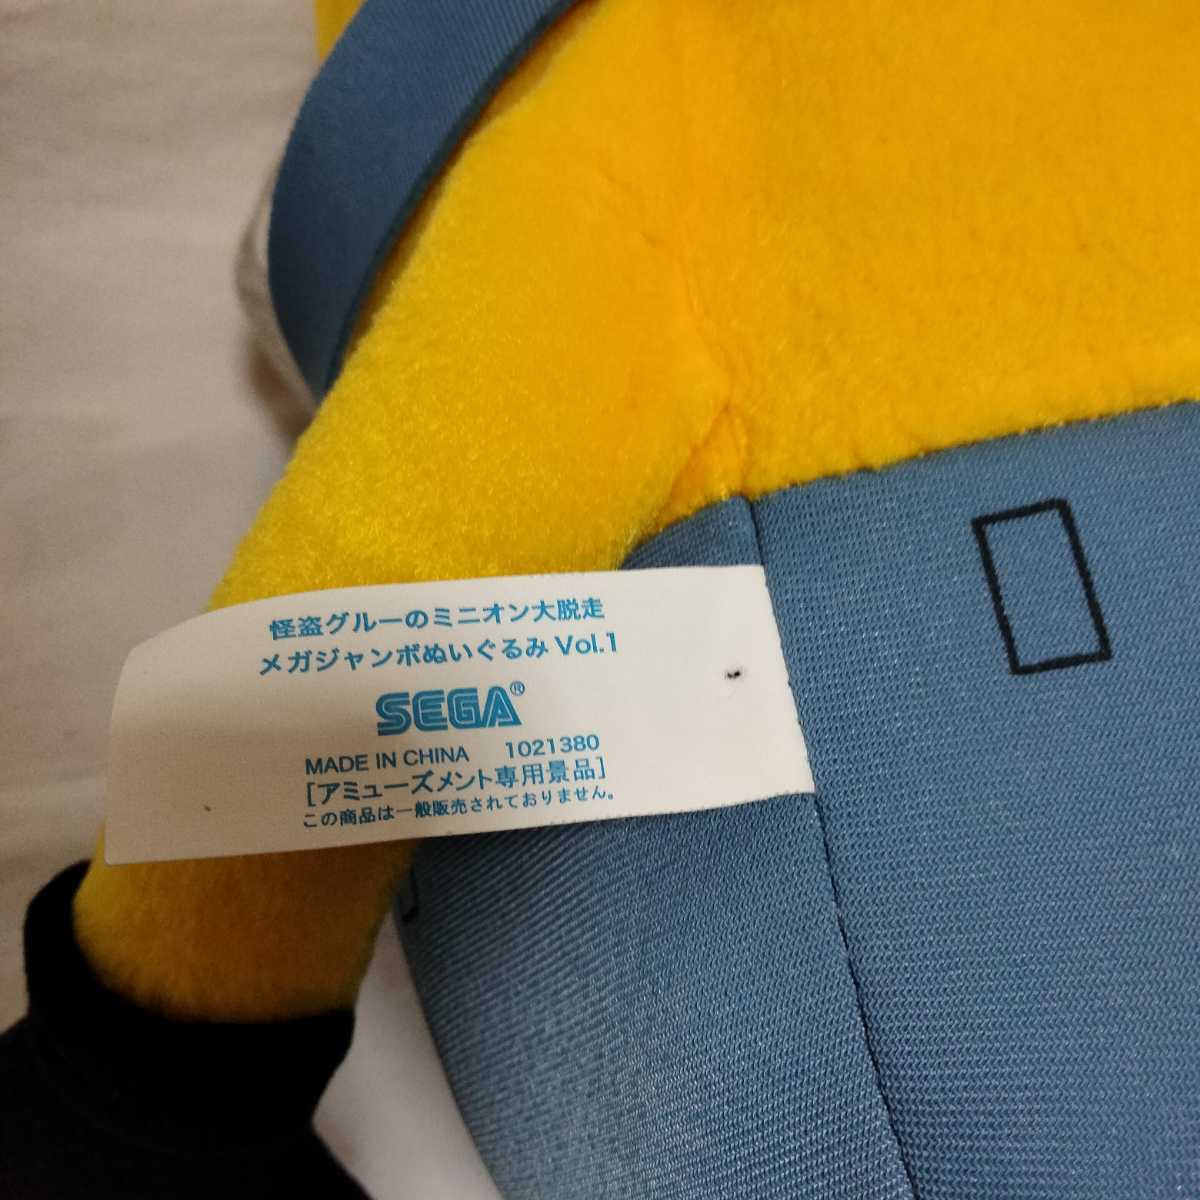 怪盗グルーのミニオン大脱走
メガジャンボぬいぐるみ Vol.1
SEGA®
MADE IN CHINA 1021380
[アミューズメント専用景品]
この商品は一般販売されておりません。